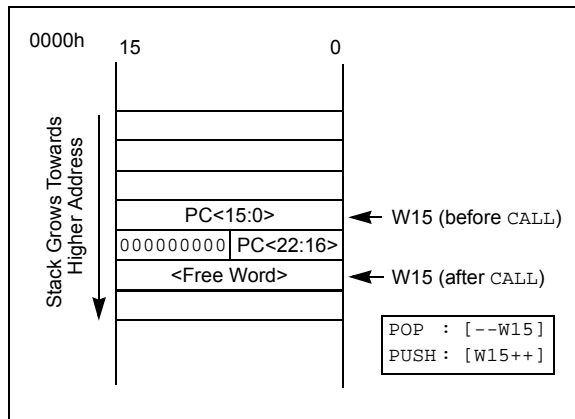 0000h
15 0
Stack Grows Towards
Higher Address
PC<15:0>
W15 (before CALL)
000000000 PC<22:16>
<Free Word>
W15 (after CALL)
POP : [--W15]
PUSH : [W15++]